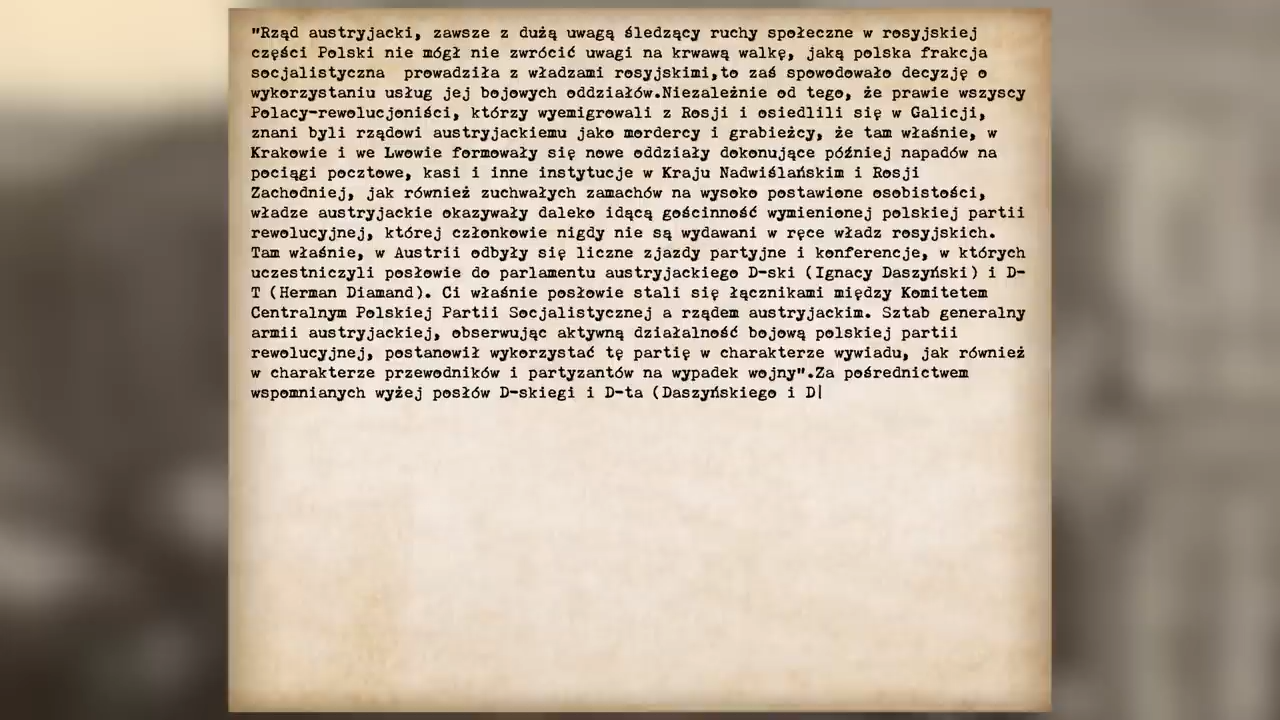 "Rząd austryjacki, zawsze z dużą uwagą śledzący ruchy społeczne w rosyjskiej
części Polski nie mógł nie zwrócić uwagi na krwawą walkę, jaką polska frakcja
socjalistyczna  prowadziła z władzami rosyjskimi,to zaś spowodowało decyzję o
wykorzystaniu usług jej bojowych oddziałów.Niezależnie od tego, że prawie wszyscy
Polacy-rewolucjoniści, którzy wyemigrowali z Rosji i osiedlili się w Galicji,
znani byli rządowi austryjackiemu jako mordercy i grabieżcy, że tam właśnie, w
Krakowie i we Lwowie formowały się nowe oddziały dokonujące później napadów na
pociągi pocztowe, kasi i inne instytucje w Kraju Nadwiślańskim i Rosji
Zachodniej, jak również zuchwałych zamachów na wysoko postawione osobistości,
władze austryjackie okazywały daleko idącą gościnność wymienionej polskiej partii
rewolucyjnej, której członkowie nigdy nie są wydawani w ręce władz rosyjskich.
Tam właśnie, w Austrii odbyły się liczne zjazdy partyjne i konferencje, w których
uczestniczyli posłowie do parlamentu austryjackiego D-ski (Ignacy Daszyński) i D-
T (Herman Diamand). Ci właśnie posłowie stali się łącznikami między Komitetem
Centralnym Polskiej Partii Socjalistycznej a rządem austryjackim. Sztab generalny
armii austryjackiej, obserwując aktywną działalność bojową polskiej partii
rewolucyjnej, postanowił wykorzystać tę partię w charakterze wywiadu, jak również
w charakterze przewodników i partyzantów na wypadek wojny".Za pośrednictwem
wspomnianych wyżej posłów D-skiegi i D-ta (Daszyńskiego i D|